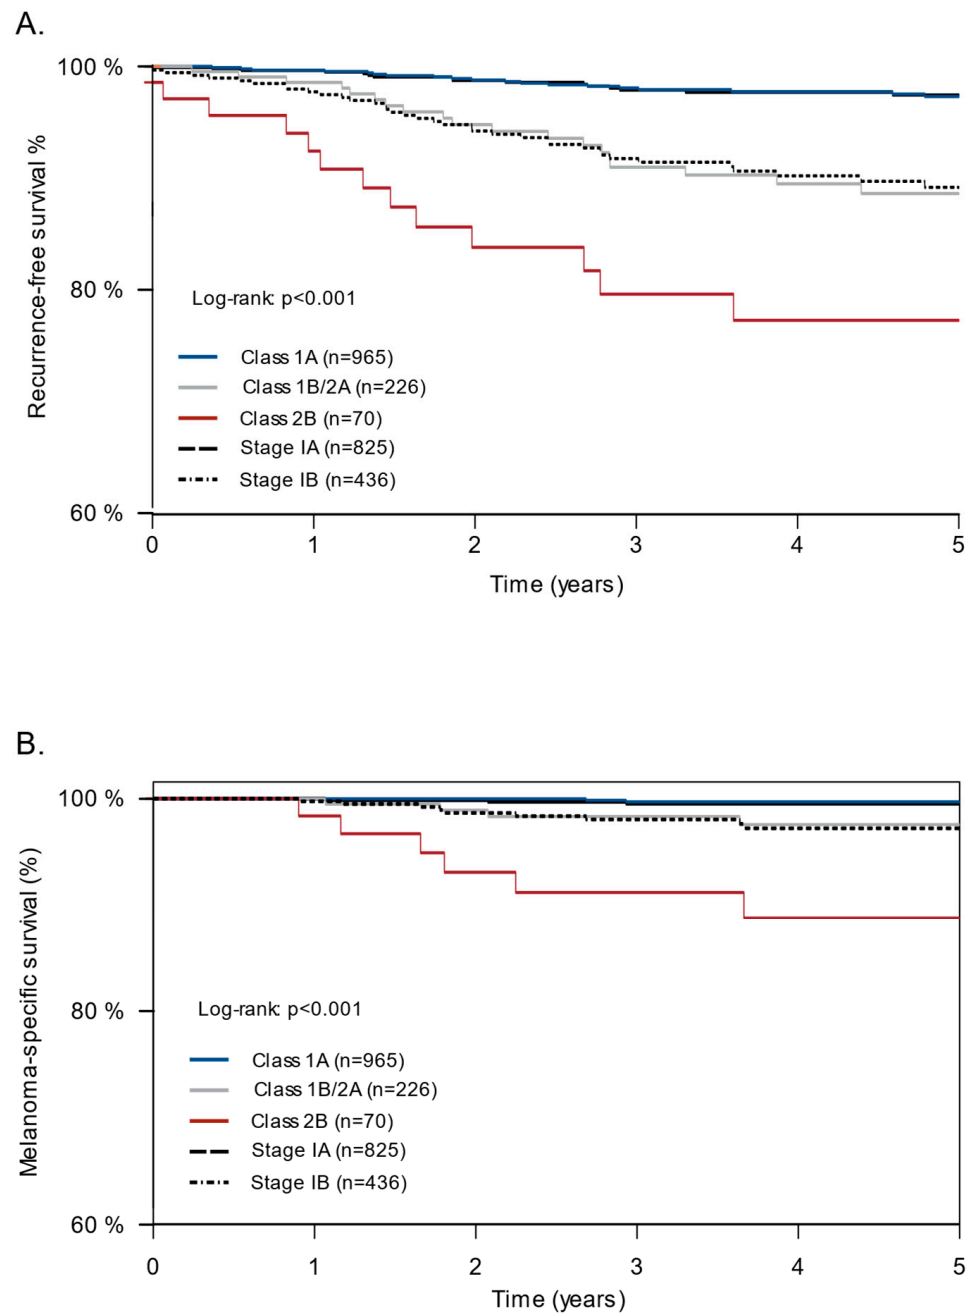 A.
100 %
80 %
60 %
Recurrence-free survival %
Log-rank: p<0.001
Class 1A (n=965)
Class 1B/2A (n=226)
Class 2B (n=70)
Stage IA (n=825)
Stage IB (n=436)
0 1 2 3 4 5
Time (years)
B.
100 %
80 %
60 %
Melanoma-specific survival (%)
Log-rank: p<0.001
Class 1A (n=965)
Class 1B/2A (n=226)
Class 2B (n=70)
Stage IA (n=825)
Stage IB (n=436)
0 1 2 3 4 5
Time (years)